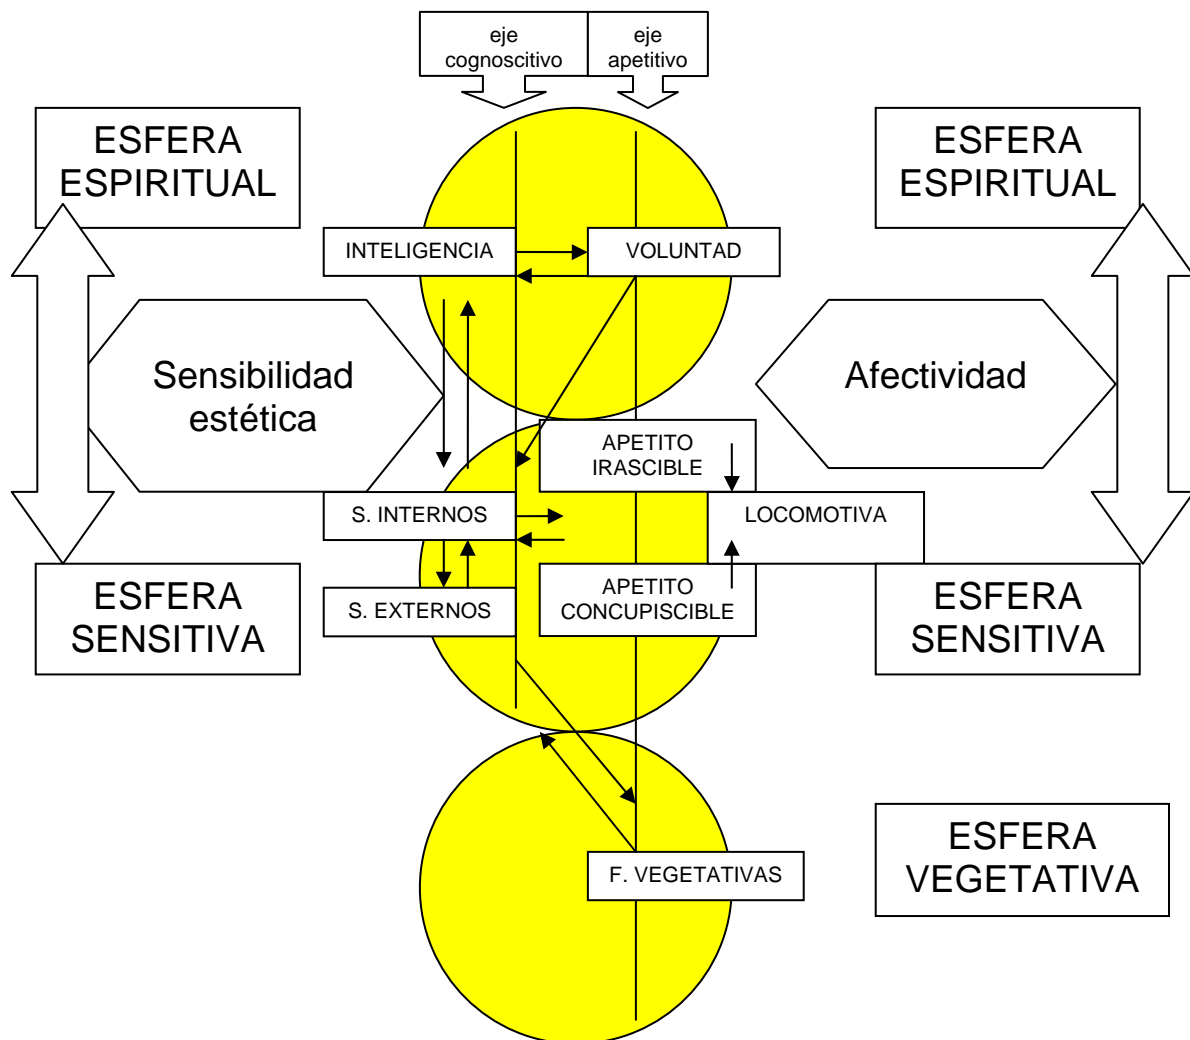 eje
cognoscitivo
eje
apetitivo
ESFERA
ESPIRITUAL
ESFERA
ESPIRITUAL
INTELIGENCIA
VOLUNTAD
Sensibilidad
estética
Afectividad
APETITO
IRASCIBLE
S. INTERNOS
LOCOMOTIVA
ESFERA
SENSITIVA
S. EXTERNOS
APETITO
CONCUPISCIBLE
ESFERA
SENSITIVA
F. VEGETATIVAS
ESFERA
VEGETATIVA